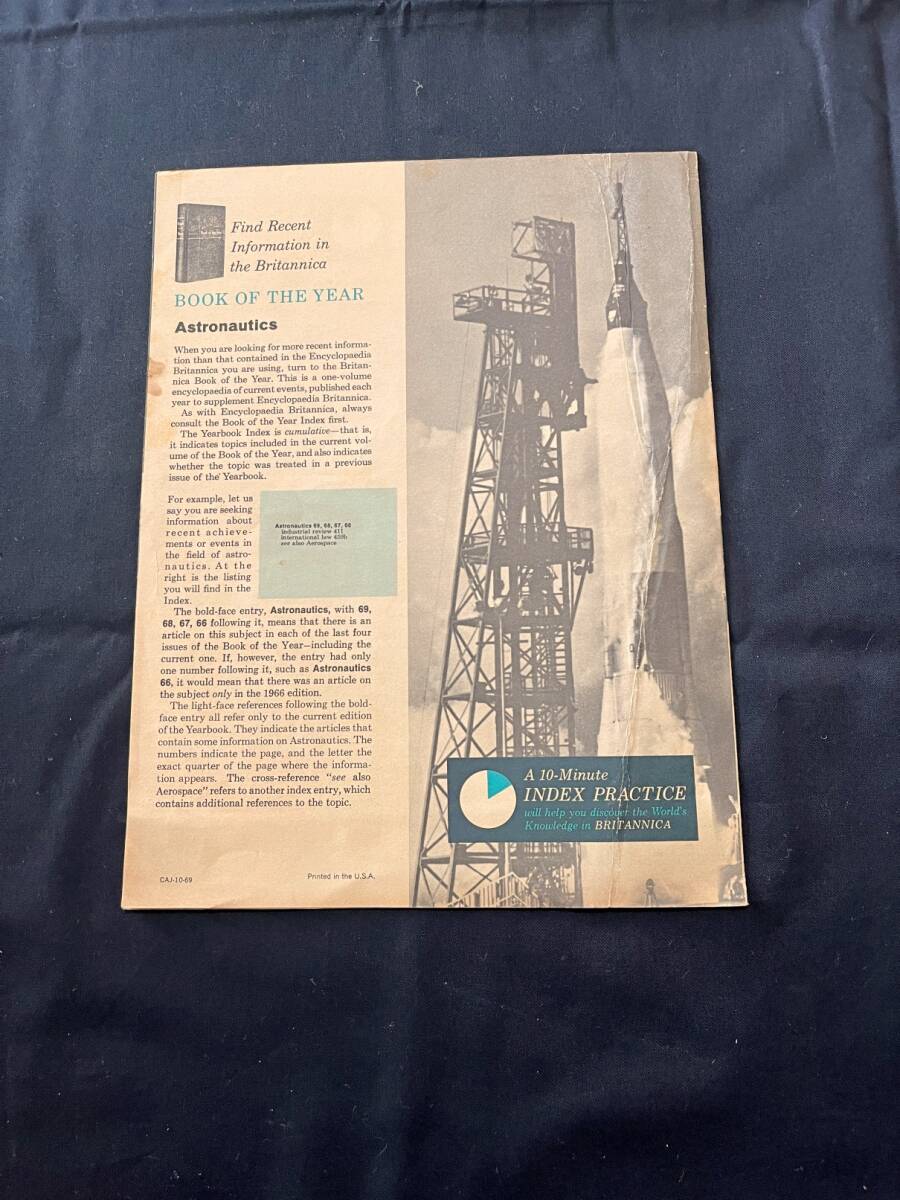 Find Recent
Information in
the Britannica
BOOK OF THE YEAR
Astronautics
When you are looking for more recent informa-
tion than that contained in the Encyclopaedia
Britannica you are using, turn to the Britan-
nica Book of the Year. This is a one-volume
encyclopaedia of current events, published each
year to supplement Encyclopaedia Britannica.
As with Encyclopaedia Britannica, always
consult the Book of the Year Index first.
The Yearbook Index is cumulative—that is,
it indicates topics included in the current vol-
ume of the Book of the Year, and also indicates
whether the topic was treated in a previous
issue of the Yearbook.
For example, let us
say you are seeking
information about
recent achieve-
ments or events in
the field of astro-
nautics. At the
right is the listing
you will find in the
Index.
Astronautics 69, 68, 67, 66
Industrial review 411
International law 459b
see also Aerospace
The bold-face entry, Astronautics, with 69,
68, 67, 66 following it, means that there is an
article on this subject in each of the last four
issues of the Book of the Year—including the
current one. If, however, the entry had only
one number following it, such as Astronautics
66, it would mean that there was an article on
the subject only in the 1966 edition.
The light-face references following the bold-
face entry all refer only to the current edition
of the Yearbook. They indicate the articles that
contain some information on Astronautics. The
numbers indicate the page, and the letter the
exact quarter of the page where the informa-
tion appears. The cross-reference "see also
Aerospace" refers to another index entry, which
contains additional references to the topic.
CAJ-10-69
Printed in the U.S.A.
A 10-Minute
INDEX PRACTICE
will help you discover the World's
Knowledge in BRITANNICA